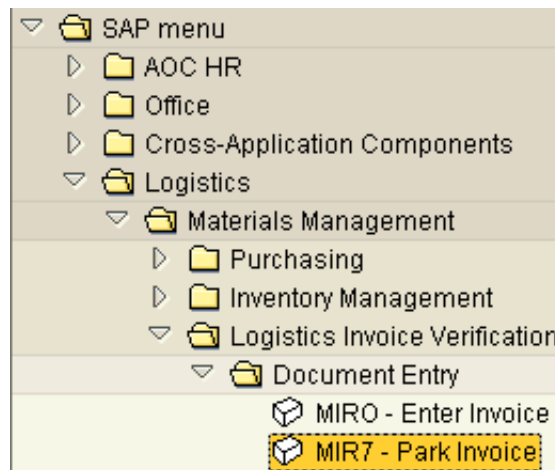 SAP menu
AOC HR
Office
Cross-Application Components
Logistics
Materials Management
Purchasing
Inventory Management
Logistics Invoice Verification
Document Entry
MIRO - Enter Invoice
MIR7 - Park Invoice